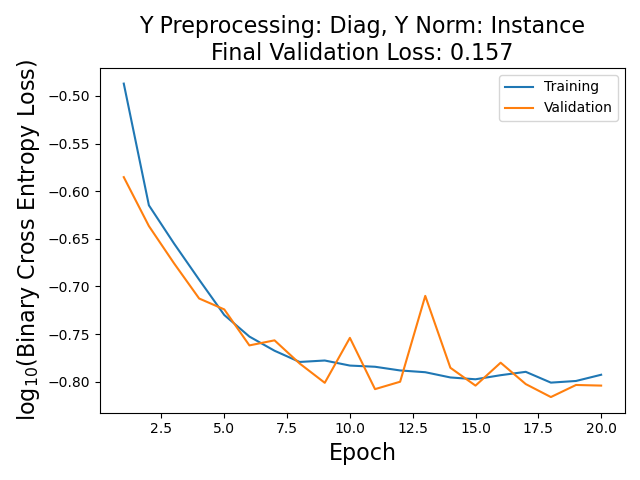 Y Preprocessing: Diag, Y Norm: Instance
Final Validation Loss: 0.157
Training
Validation
log₁₀(Binary Cross Entropy Loss)
−0.50
−0.55
−0.60
−0.65
−0.70
−0.75
−0.80
2.5 5.0 7.5 10.0 12.5 15.0 17.5 20.0
Epoch